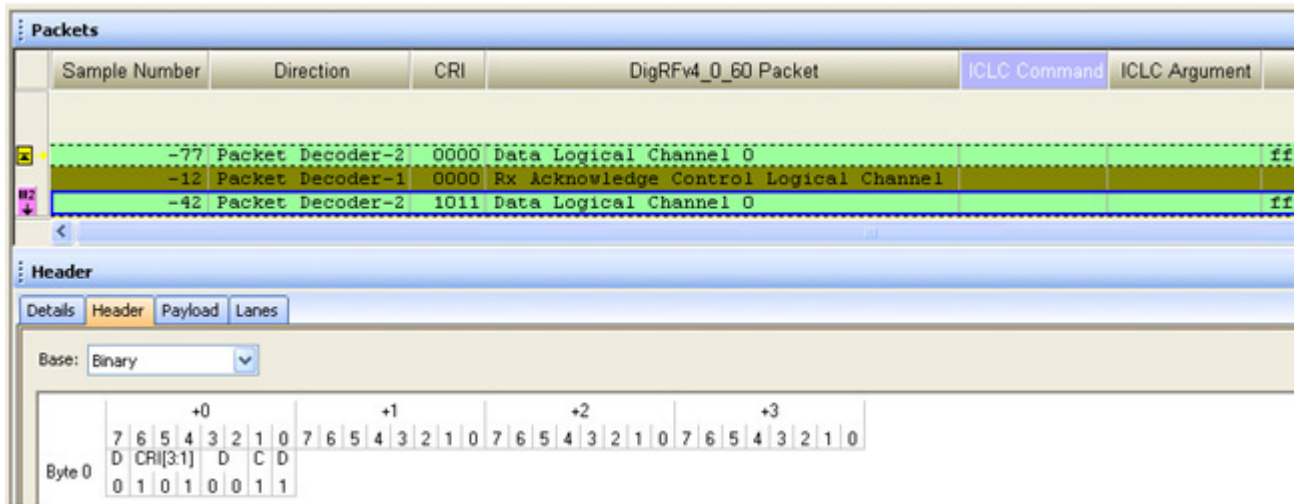 Packets
Sample Number Direction CRI DigRFv4_0_60 Packet ICLC Command ICLC Argument
-77 Packet Decoder-2 0000 Data Logical Channel 0 ff
-12 Packet Decoder-1 0000 Rx Acknowledge Control Logical Channel
M2 -42 Packet Decoder-2 1011 Data Logical Channel 0 ff
Header
Details Header Payload Lanes
Base: Binary
+0 +1 +2 +3
7 6 5 4 3 2 1 0 7 6 5 4 3 2 1 0 7 6 5 4 3 2 1 0 7 6 5 4 3 2 1 0
D CRI[3:1] D C D
Byte 0
0 1 0 1 0 0 1 1